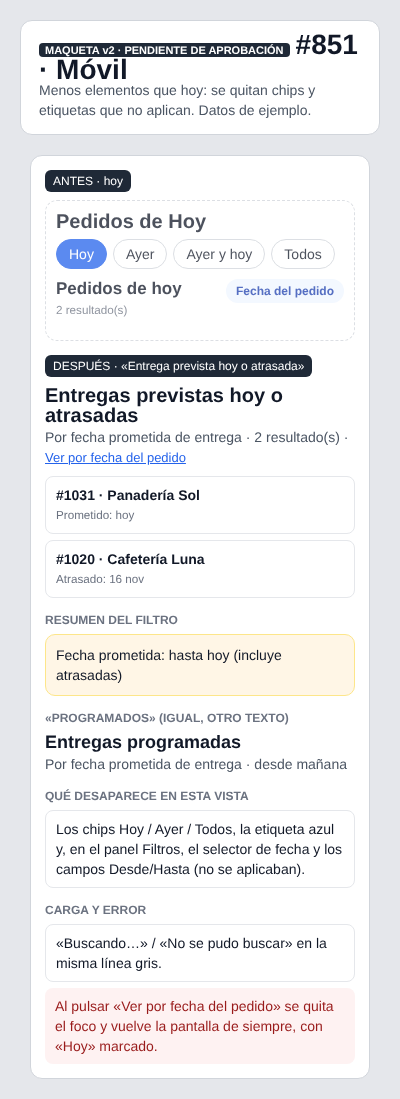 MAQUETA v2 · PENDIENTE DE APROBACIÓN #851
· Móvil
Menos elementos que hoy: se quitan chips y
etiquetas que no aplican. Datos de ejemplo.
ANTES · hoy
Pedidos de Hoy
Hoy Ayer Ayer y hoy Todos
Pedidos de hoy Fecha del pedido
2 resultado(s)
DESPUÉS · «Entrega prevista hoy o atrasada»
Entregas previstas hoy o
atrasadas
Por fecha prometida de entrega · 2 resultado(s) ·
Ver por fecha del pedido
#1031 · Panadería Sol
Prometido: hoy
#1020 · Cafetería Luna
Atrasado: 16 nov
RESUMEN DEL FILTRO
Fecha prometida: hasta hoy (incluye
atrasadas)
«PROGRAMADOS» (IGUAL, OTRO TEXTO)
Entregas programadas
Por fecha prometida de entrega · desde mañana
QUÉ DESAPARECE EN ESTA VISTA
Los chips Hoy / Ayer / Todos, la etiqueta azul
y, en el panel Filtros, el selector de fecha y los
campos Desde/Hasta (no se aplicaban).
CARGA Y ERROR
«Buscando…» / «No se pudo buscar» en la
misma línea gris.
Al pulsar «Ver por fecha del pedido» se quita
el foco y vuelve la pantalla de siempre, con
«Hoy» marcado.